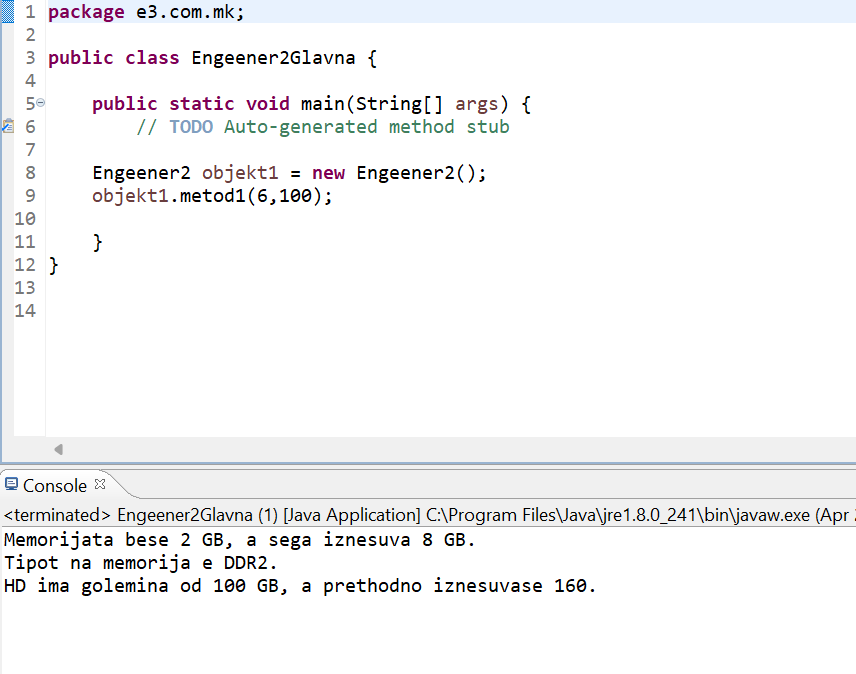 1 package e3.com.mk;
2
3 public class Engeener2Glavna {
4
5 public static void main(String[] args) {
6 // TODO Auto-generated method stub
7
8 Engeener2 objekt1 = new Engeener2();
9 objekt1.metod1(6,100);
10
11 }
12 }
13
14
Console
<terminated> Engeener2Glavna (1) [Java Application] C:\Program Files\Java\jre1.8.0_241\bin\javaw.exe (Apr
Memorijata bese 2 GB, a sega iznesuva 8 GB.
Tipot na memorija e DDR2.
HD ima golemina od 100 GB, a prethodno iznesuvase 160.